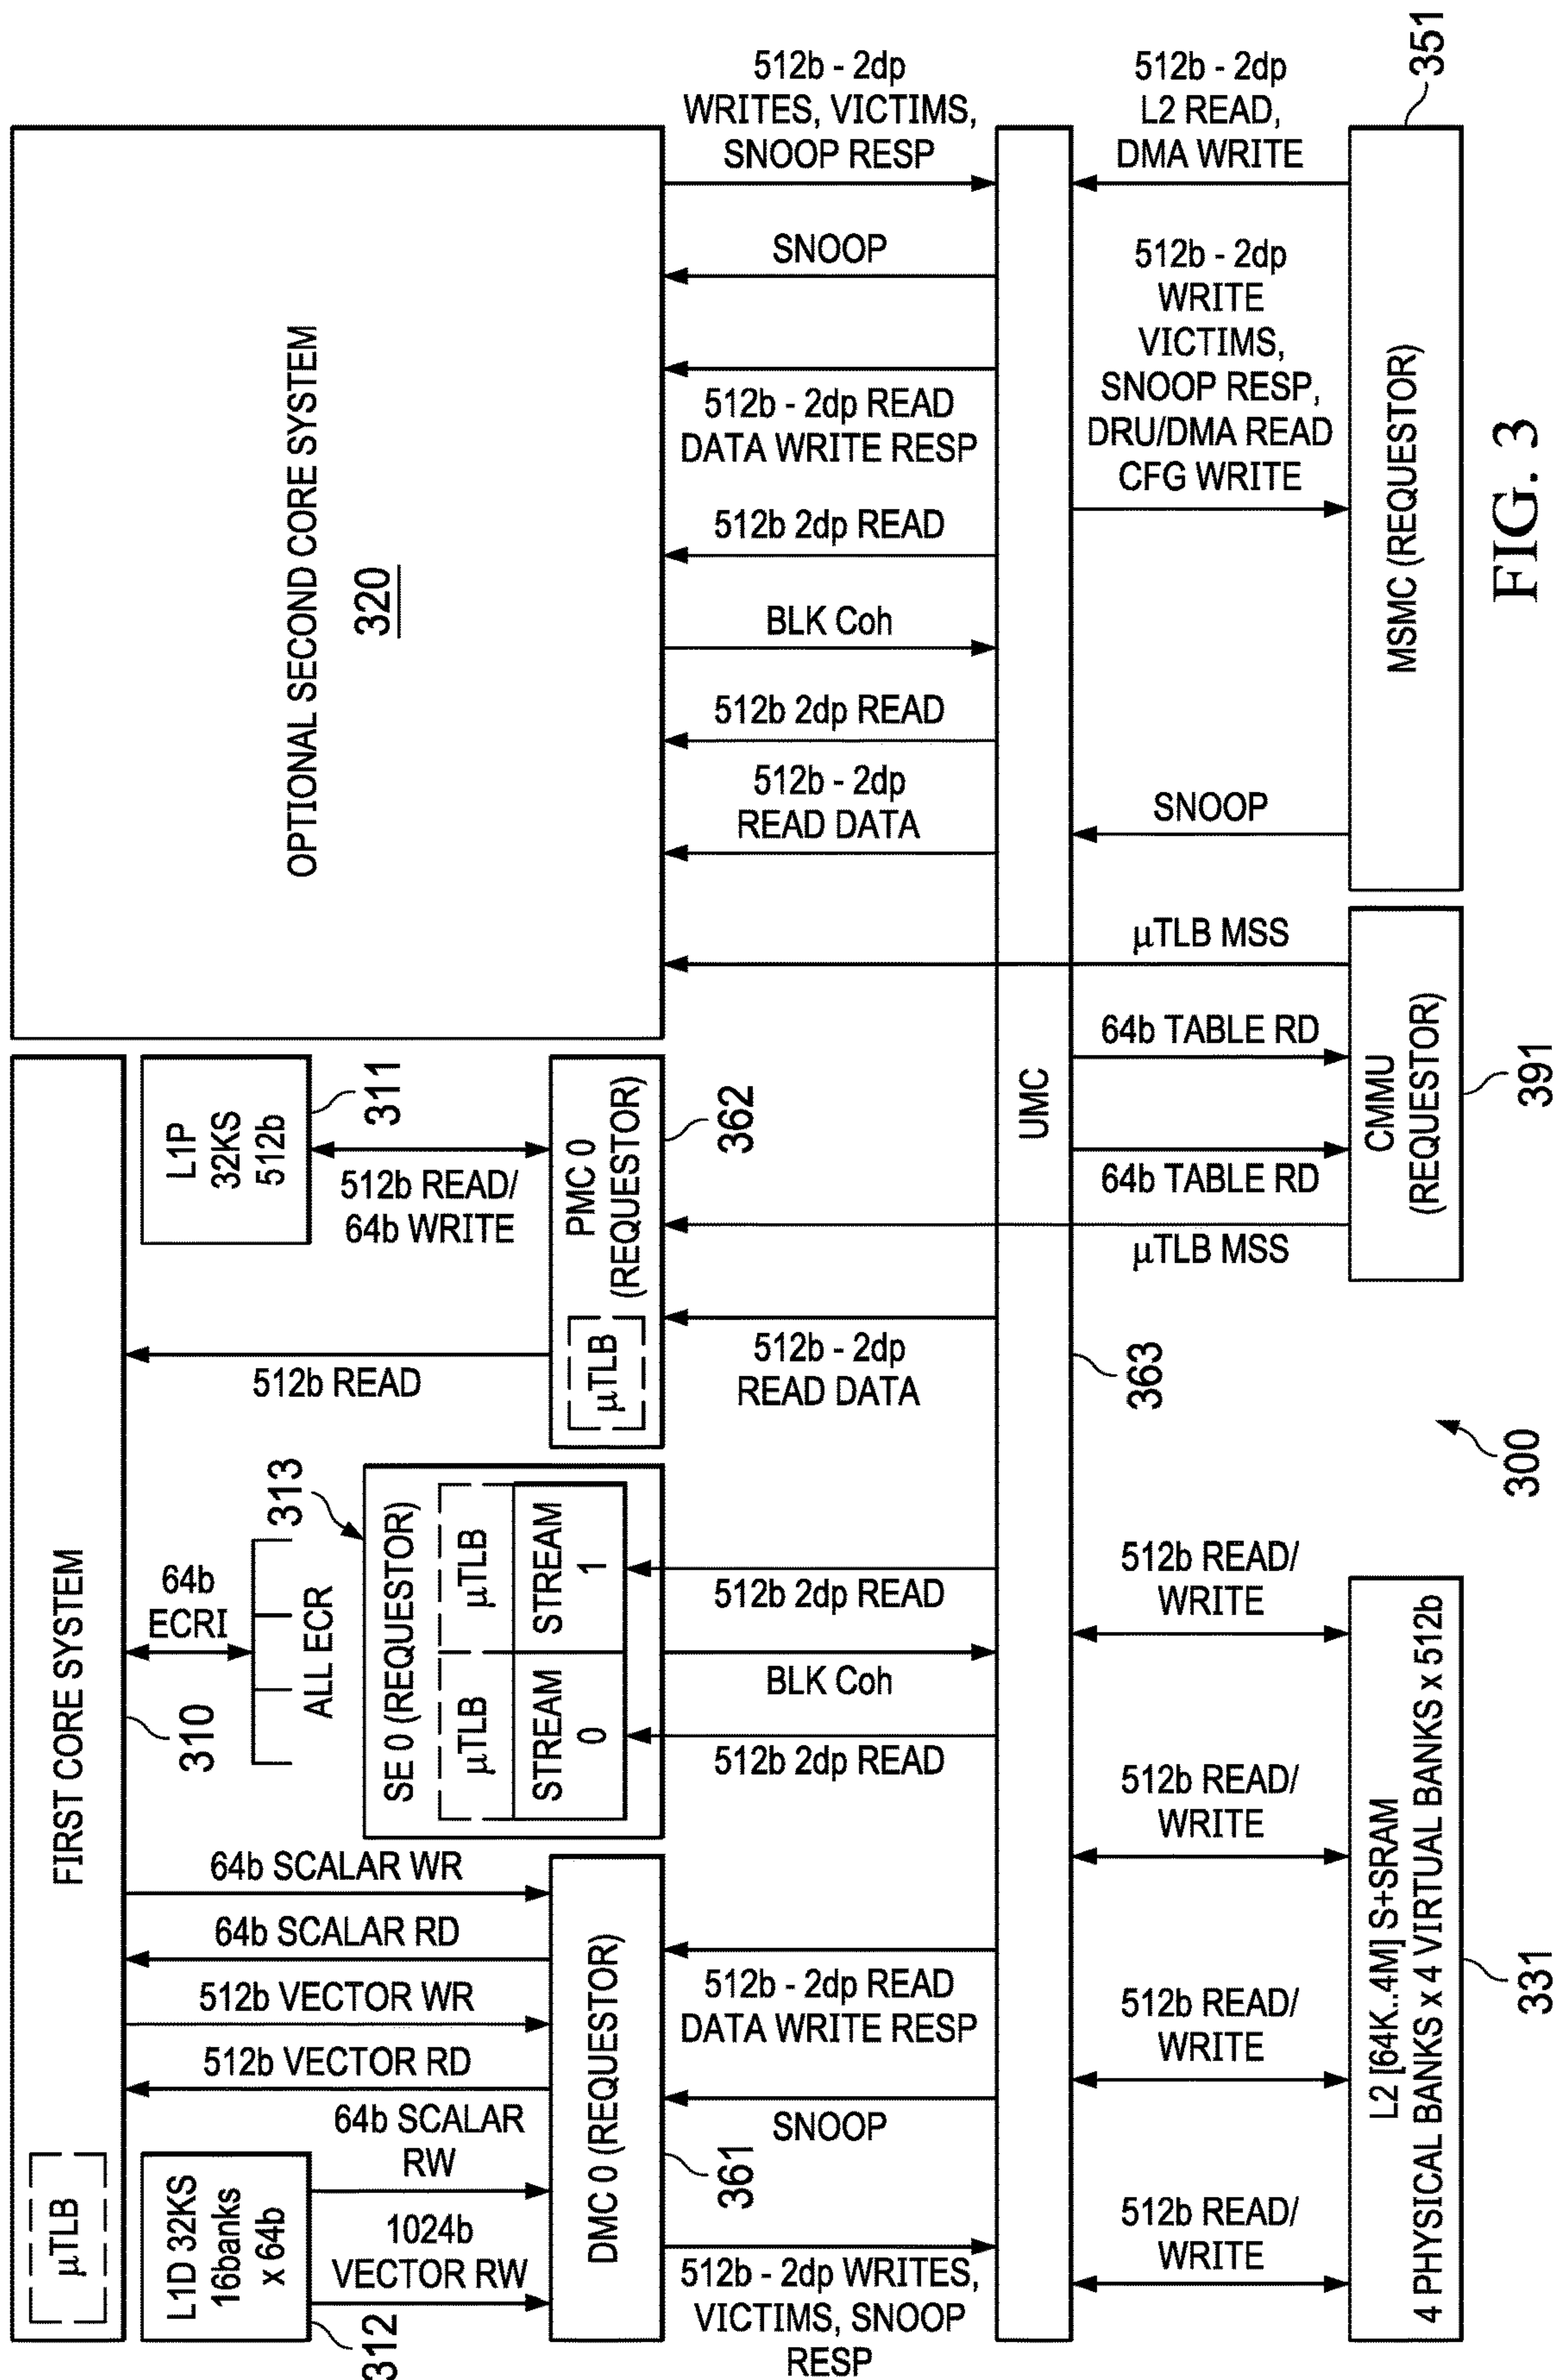 μTLB
FIRST CORE SYSTEM
310
L1D 32KS
16banks
x 64b
312
64b SCALAR
RW
1024b
VECTOR RW
512b VECTOR RD
512b VECTOR WR
64b SCALAR RD
64b SCALAR WR
64b
ECRI
ALL ECR
313
SE 0 (REQUESTOR)
μTLB
μTLB
STREAM
0
STREAM
1
512b READ
L1P
32KS
512b
311
512b READ/
64b WRITE
PMC 0
(REQUESTOR)
μTLB
362
OPTIONAL SECOND CORE SYSTEM
320
DMC 0 (REQUESTOR)
361
512b - 2dp WRITES,
VICTIMS, SNOOP
RESP
SNOOP
512b - 2dp READ
DATA WRITE RESP
512b 2dp READ
BLK Coh
512b 2dp READ
512b - 2dp
READ DATA
512b - 2dp
READ DATA
512b 2dp READ
BLK Coh
512b 2dp READ
512b - 2dp READ
DATA WRITE RESP
SNOOP
512b - 2dp
WRITES, VICTIMS,
SNOOP RESP
UMC
363
512b READ/
WRITE
512b READ/
WRITE
512b READ/
WRITE
512b READ/
WRITE
μTLB MSS
64b TABLE RD
64b TABLE RD
μTLB MSS
SNOOP
512b - 2dp
WRITE
VICTIMS,
SNOOP RESP,
DRU/DMA READ
CFG WRITE
512b - 2dp
L2 READ,
DMA WRITE
L2 [64K..4M] S+SRAM
4 PHYSICAL BANKS x 4 VIRTUAL BANKS x 512b
331
CMMU
(REQUESTOR)
391
MSMC (REQUESTOR)
351
300
FIG. 3